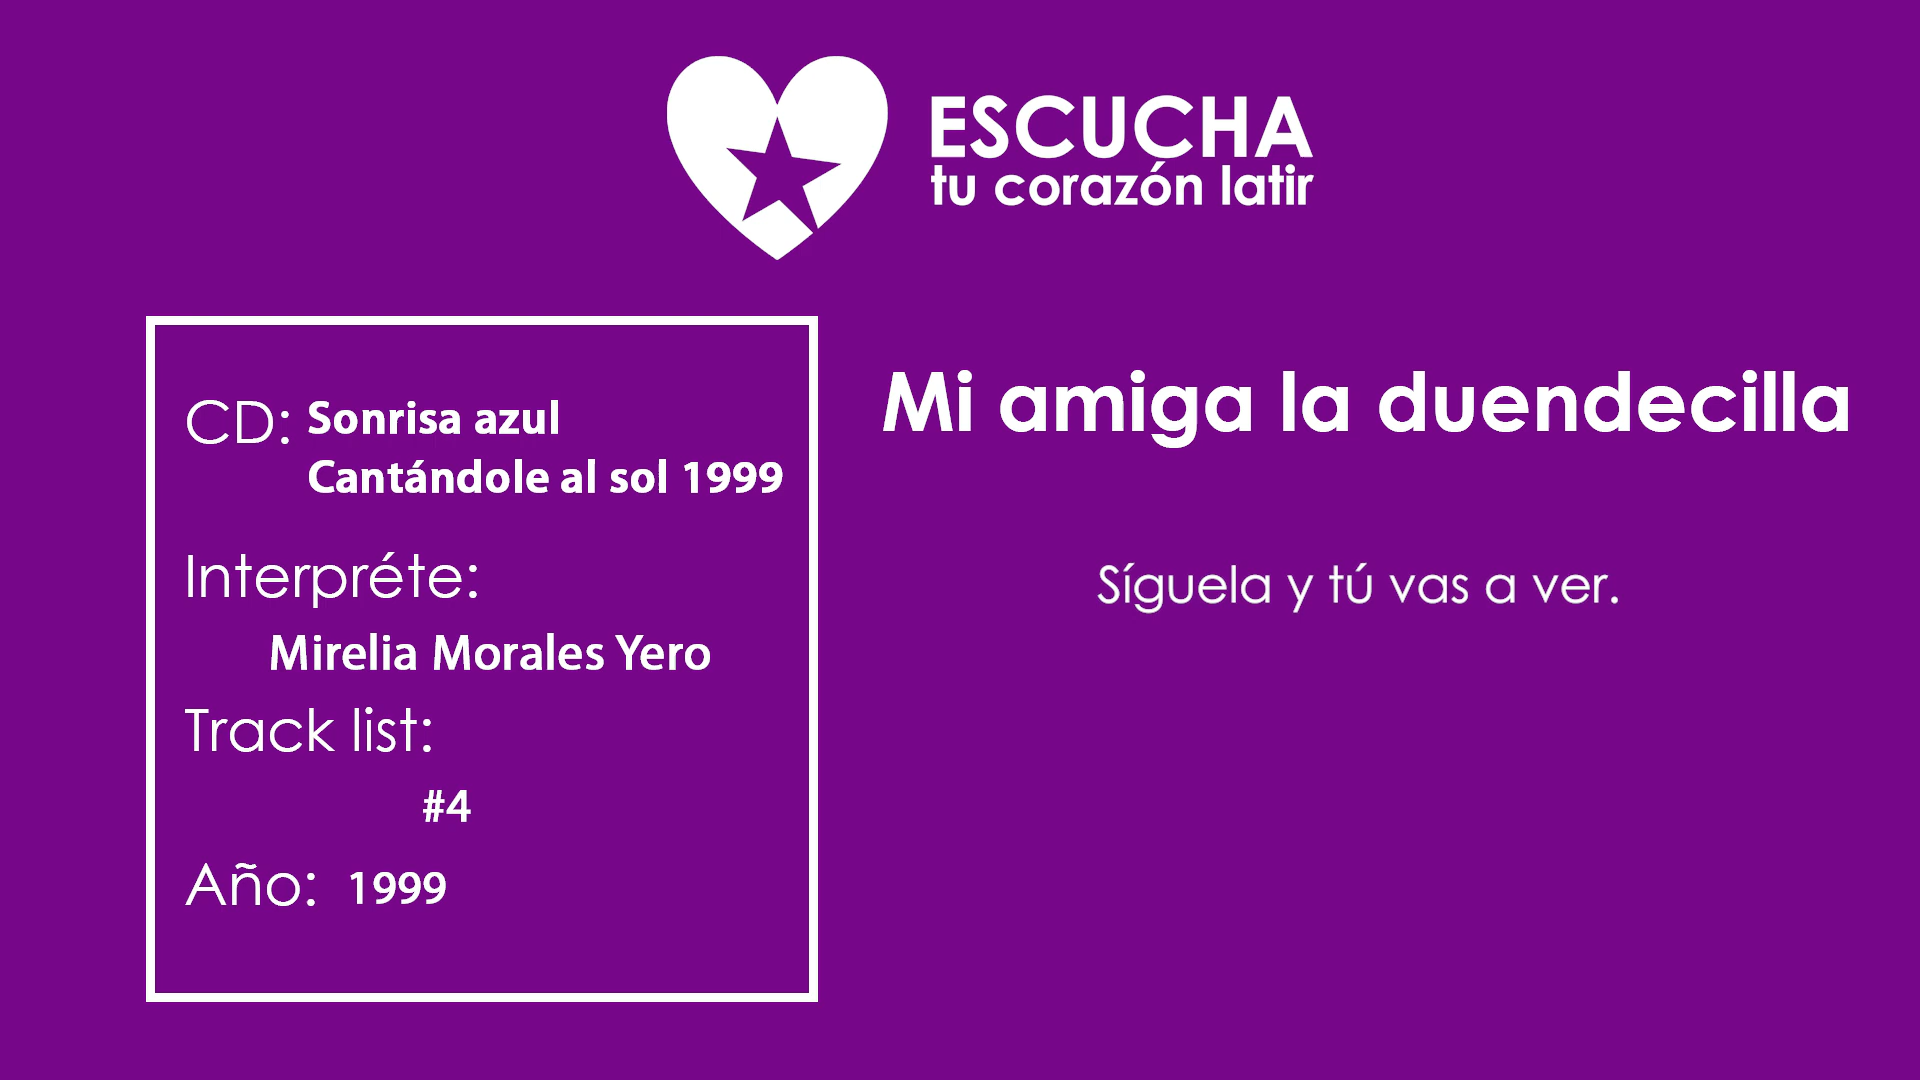 ESCUCHA
tu corazón latir
CD: Sonrisa azul
Cantándole al sol 1999
Interpréte:
Mirelia Morales Yero
Track list:
#4
Año: 1999
Mi amiga la duendecilla
Síguela y tú vas a ver.